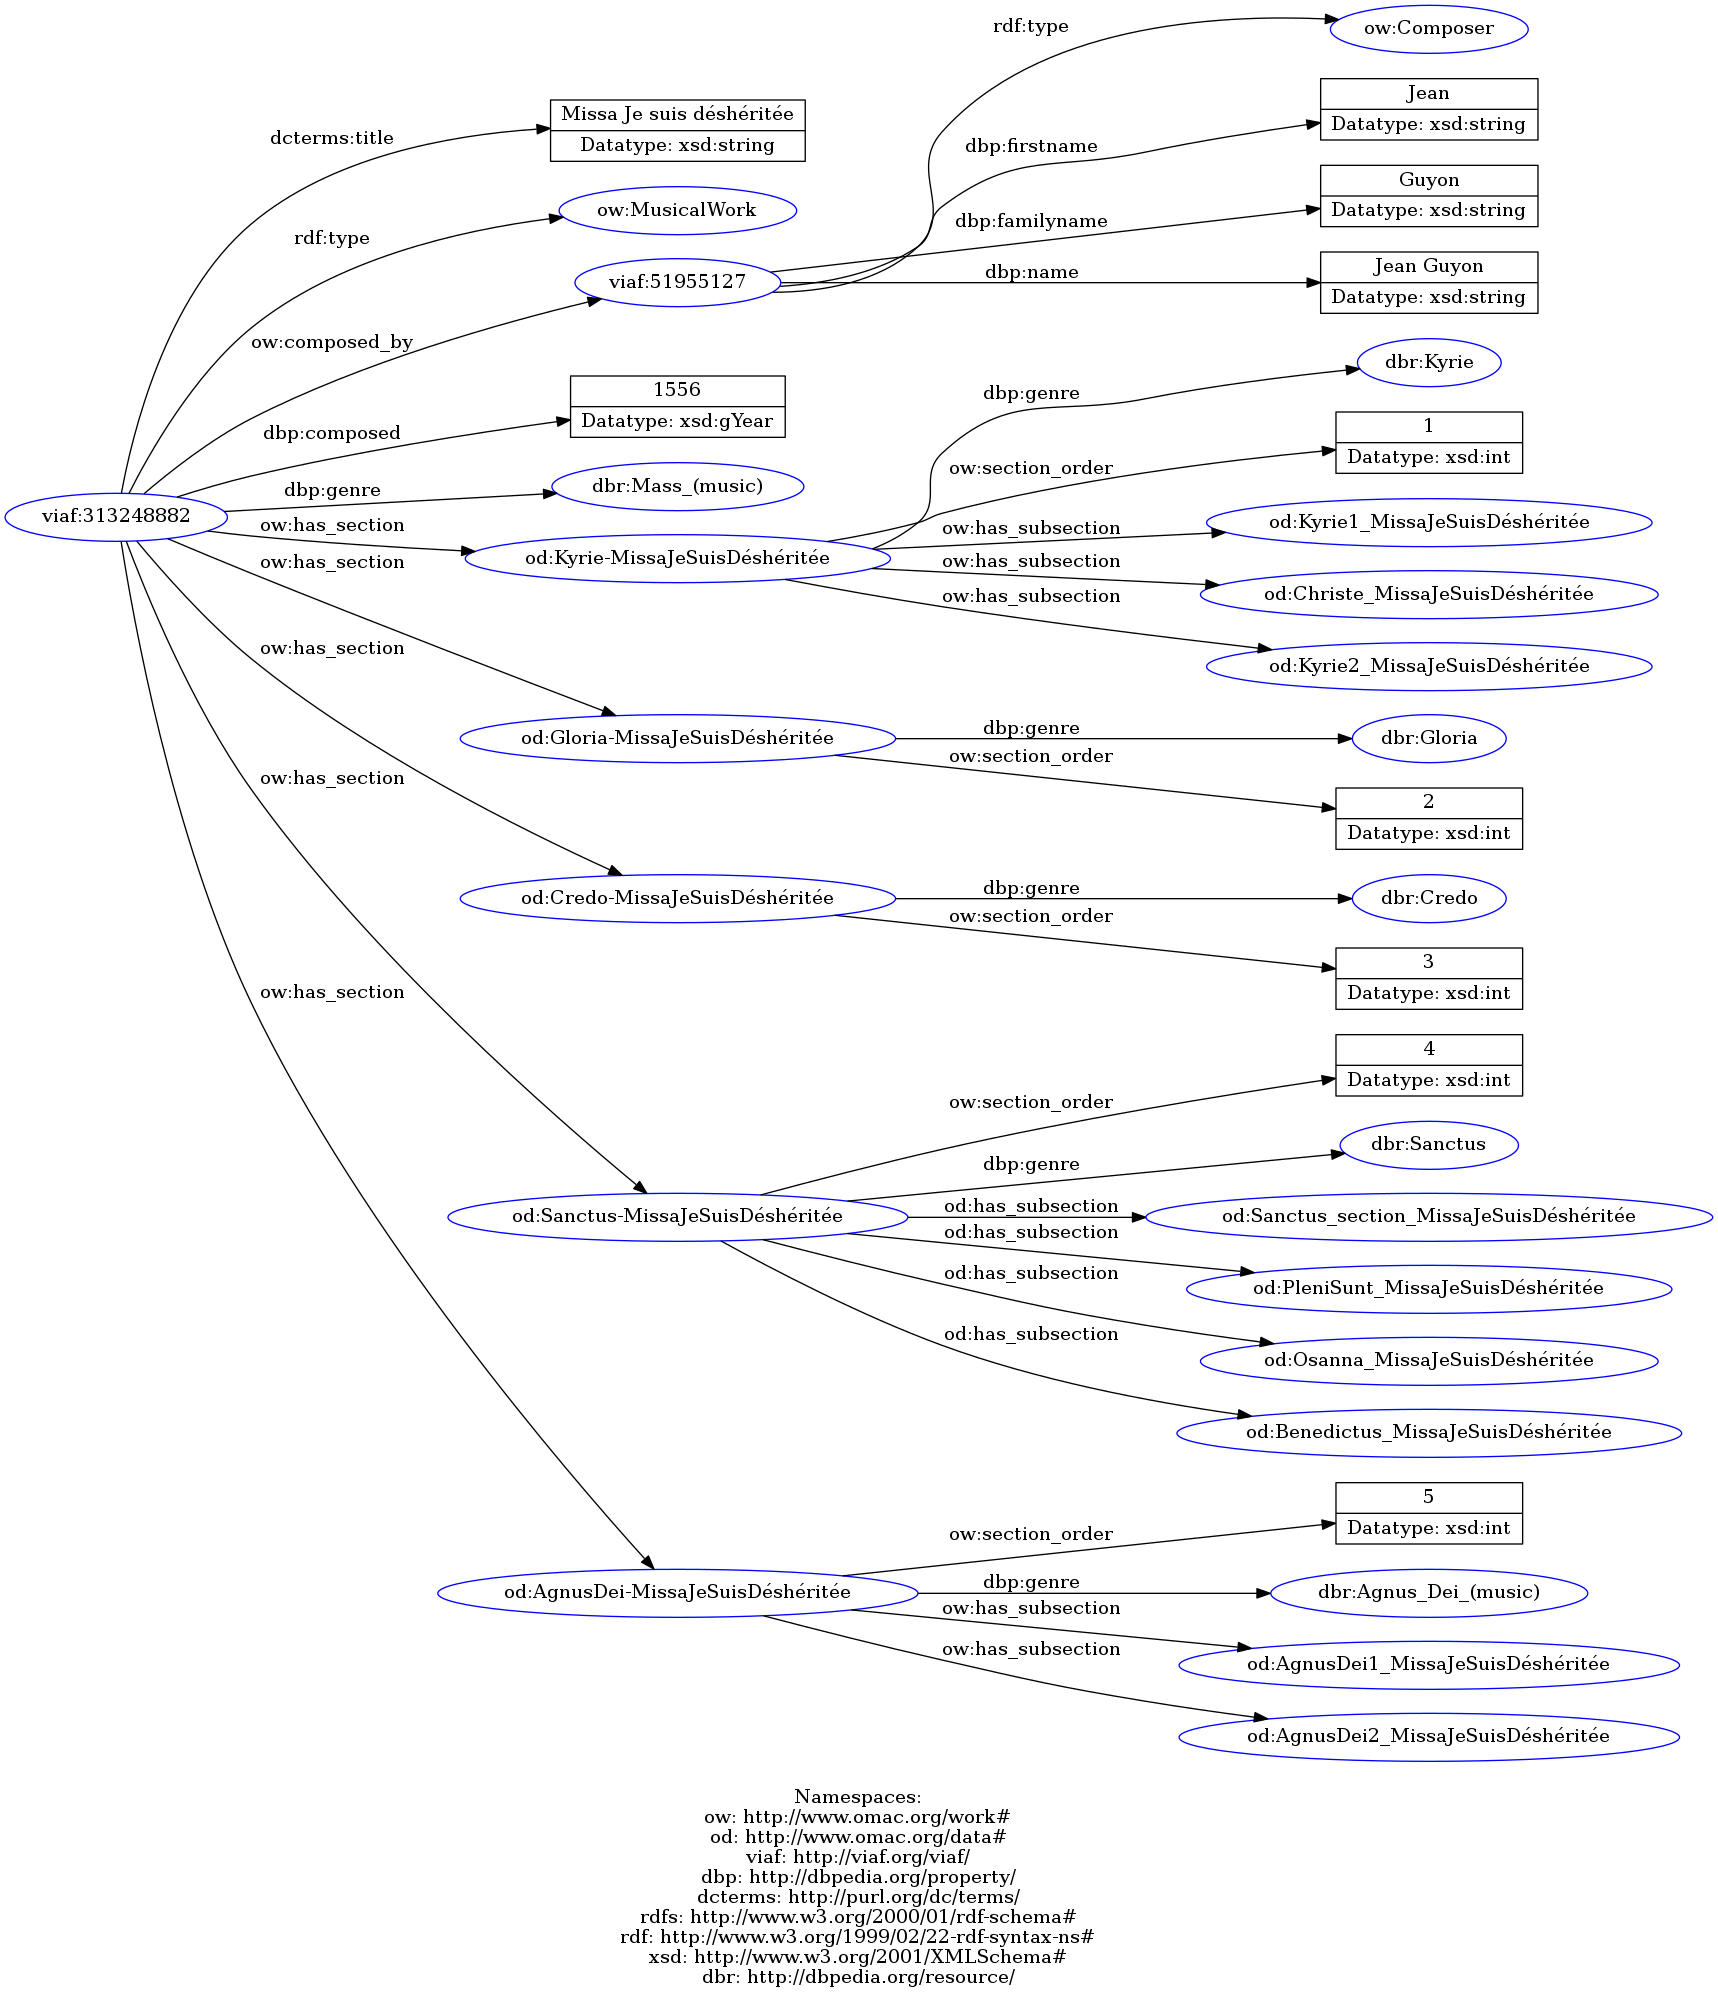 rdf:type
ow:Composer
dcterms:title
Missa Je suis déshéritée
Datatype: xsd:string
dbp:firstname
Jean
Datatype: xsd:string
rdf:type
ow:MusicalWork
dbp:familyname
Guyon
Datatype: xsd:string
ow:composed_by
viaf:51955127
dbp:name
Jean Guyon
Datatype: xsd:string
dbp:composed
1556
Datatype: xsd:gYear
dbp:genre
dbr:Kyrie
viaf:313248882
dbp:genre
dbr:Mass_(music)
ow:section_order
1
Datatype: xsd:int
ow:has_section
od:Kyrie-MissaJeSuisDéshéritée
ow:has_subsection
od:Kyrie1_MissaJeSuisDéshéritée
ow:has_subsection
od:Christe_MissaJeSuisDéshéritée
ow:has_subsection
od:Kyrie2_MissaJeSuisDéshéritée
ow:has_section
od:Gloria-MissaJeSuisDéshéritée
dbp:genre
dbr:Gloria
ow:section_order
2
Datatype: xsd:int
ow:has_section
od:Credo-MissaJeSuisDéshéritée
dbp:genre
dbr:Credo
ow:section_order
3
Datatype: xsd:int
ow:has_section
od:Sanctus-MissaJeSuisDéshéritée
ow:section_order
4
Datatype: xsd:int
dbp:genre
dbr:Sanctus
od:has_subsection
od:Sanctus_section_MissaJeSuisDéshéritée
od:has_subsection
od:PleniSunt_MissaJeSuisDéshéritée
od:has_subsection
od:Osanna_MissaJeSuisDéshéritée
od:has_subsection
od:Benedictus_MissaJeSuisDéshéritée
ow:has_section
od:AgnusDei-MissaJeSuisDéshéritée
ow:section_order
5
Datatype: xsd:int
dbp:genre
dbr:Agnus_Dei_(music)
ow:has_subsection
od:AgnusDei1_MissaJeSuisDéshéritée
ow:has_subsection
od:AgnusDei2_MissaJeSuisDéshéritée
Namespaces:
ow: http://www.omac.org/work#
od: http://www.omac.org/data#
viaf: http://viaf.org/viaf/
dbp: http://dbpedia.org/property/
dcterms: http://purl.org/dc/terms/
rdfs: http://www.w3.org/2000/01/rdf-schema#
rdf: http://www.w3.org/1999/02/22-rdf-syntax-ns#
xsd: http://www.w3.org/2001/XMLSchema#
dbr: http://dbpedia.org/resource/